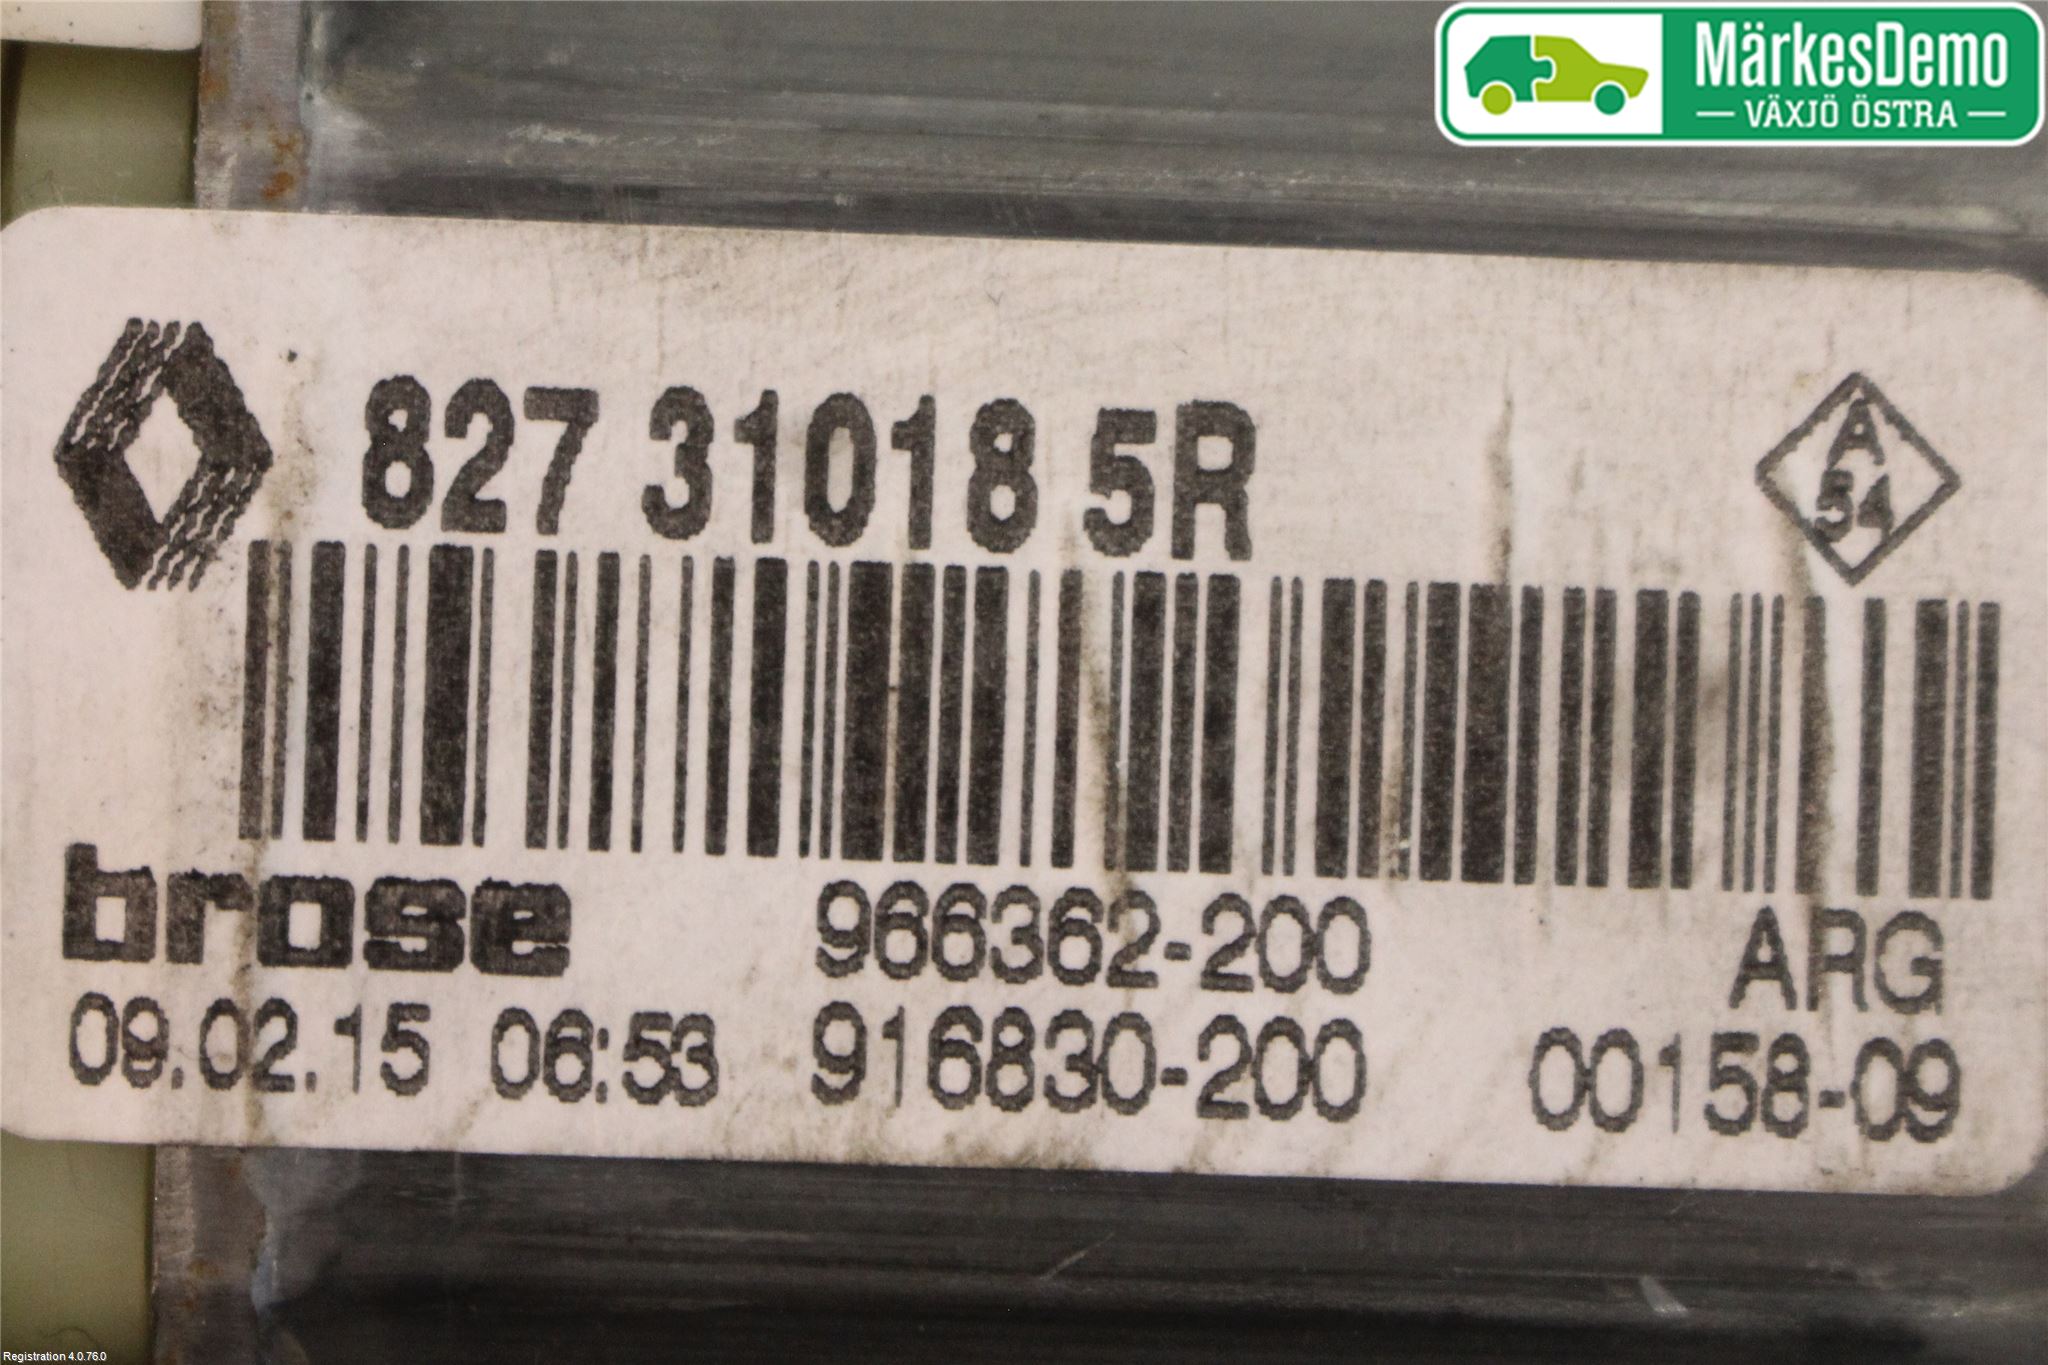 MärkesDemo
VÄXJÖ ÖSTRA
827 31018 5R
A
54
brose
966362-200
ARG
09.02.15 06:53
916830-200
00158-09
Registration 4.0.76.0